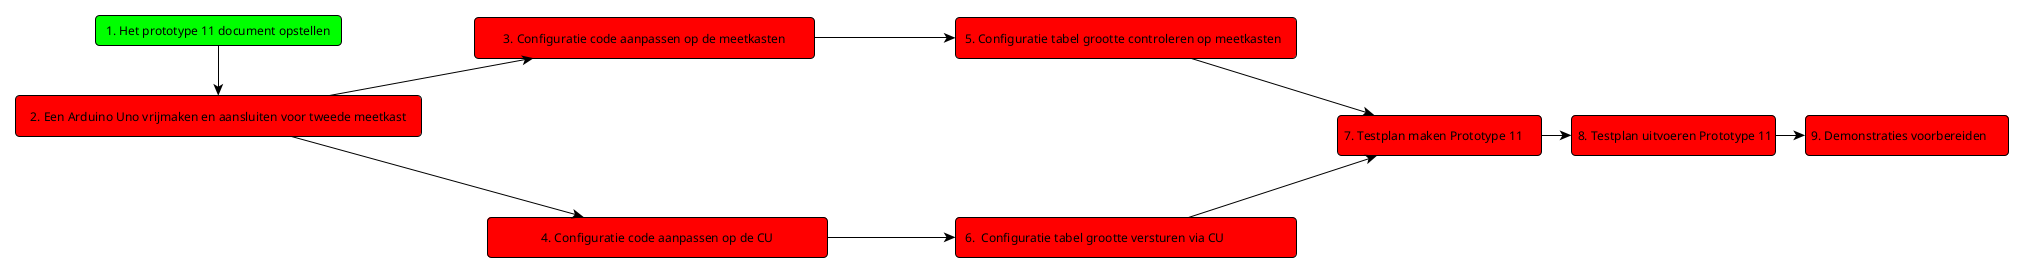 1. Het prototype 11 document opstellen
2. Een Arduino Uno vrijmaken en aansluiten voor tweede meetkast
3. Configuratie code aanpassen op de meetkasten
4. Configuratie code aanpassen op de CU
5. Configuratie tabel grootte controleren op meetkasten
6. Configuratie tabel grootte versturen via CU
7. Testplan maken Prototype 11
8. Testplan uitvoeren Prototype 11
9. Demonstraties voorbereiden